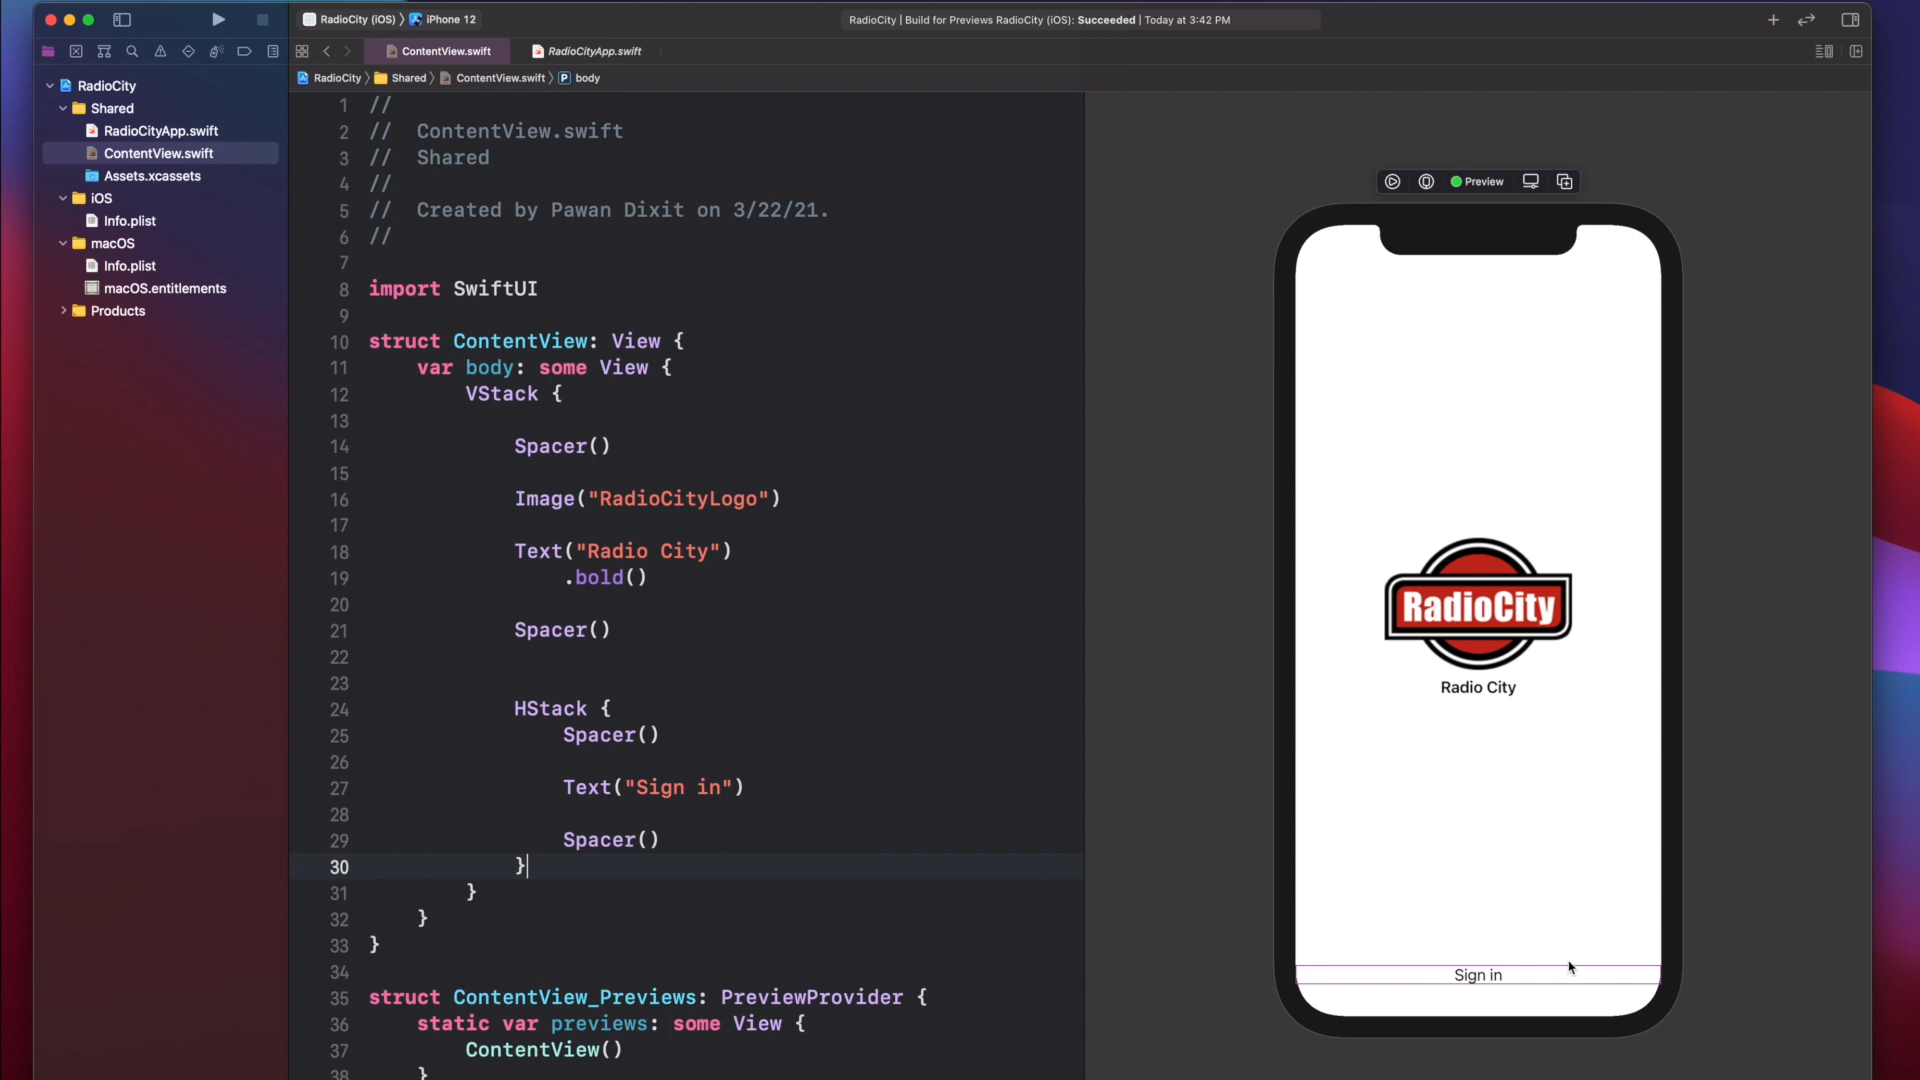 RadioCity (iOS) 〉 iPhone 12
RadioCity | Build for Previews RadioCity (iOS): Succeeded | Today at 3:42 PM
ContentView.swift
RadioCityApp.swift
RadioCity 〉 Shared 〉 ContentView.swift 〉 P body
RadioCity
Shared
RadioCityApp.swift
ContentView.swift
Assets.xcassets
iOS
Info.plist
macOS
Info.plist
macOS.entitlements
Products
1 //
2 //  ContentView.swift
3 //  Shared
4 //
5 //  Created by Pawan Dixit on 3/22/21.
6 //
7
8 import SwiftUI
9
10 struct ContentView: View {
11     var body: some View {
12         VStack {
13
14             Spacer()
15
16             Image("RadioCityLogo")
17
18             Text("Radio City")
19                 .bold()
20
21             Spacer()
22
23
24             HStack {
25                 Spacer()
26
27                 Text("Sign in")
28
29                 Spacer()
30             }
31         }
32     }
33 }
34
35 struct ContentView_Previews: PreviewProvider {
36     static var previews: some View {
37         ContentView()
38     }
Preview
RadioCity
Radio City
Sign in